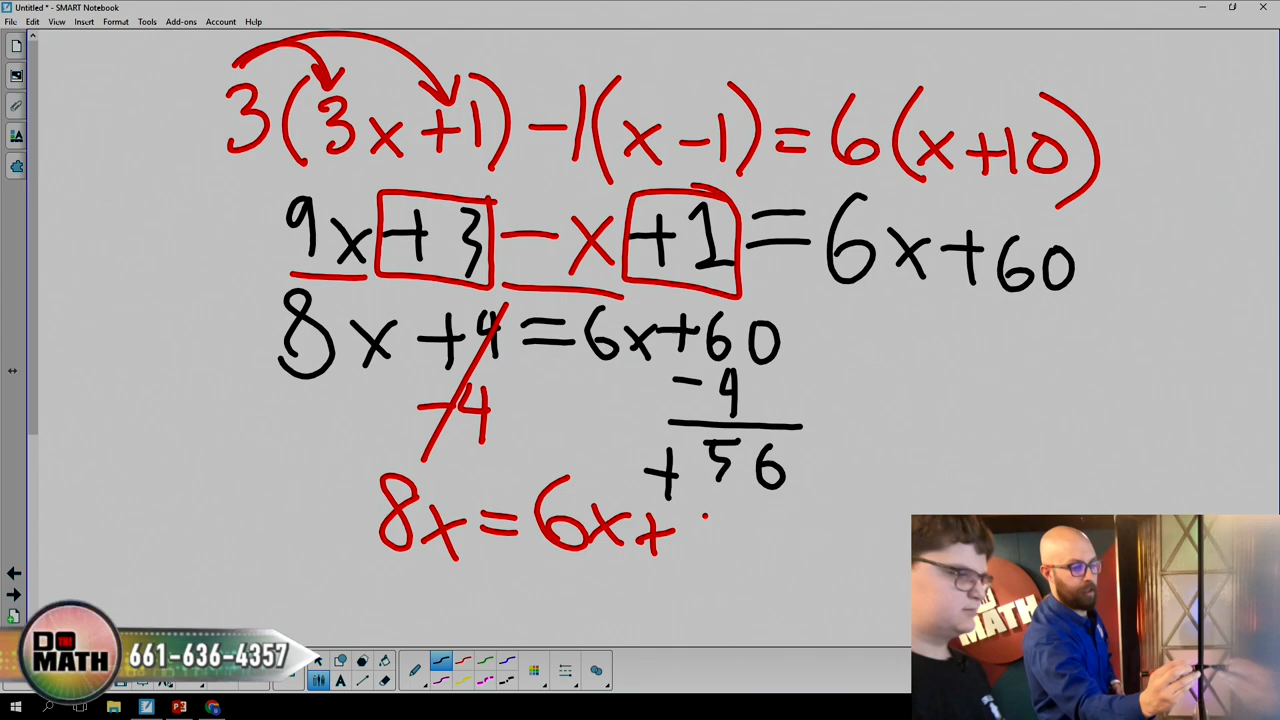 Untitled * - SMART Notebook
File Edit View Insert Format Tools Add-ons Account Help
3(3x+1)-1(x-1)=6(x+10)
9x+3-x+1=6x+60
8x+4=6x+60
-4 -4
+56
8x=6x+
DO THE MATH
661-636-4357
DO
MATH